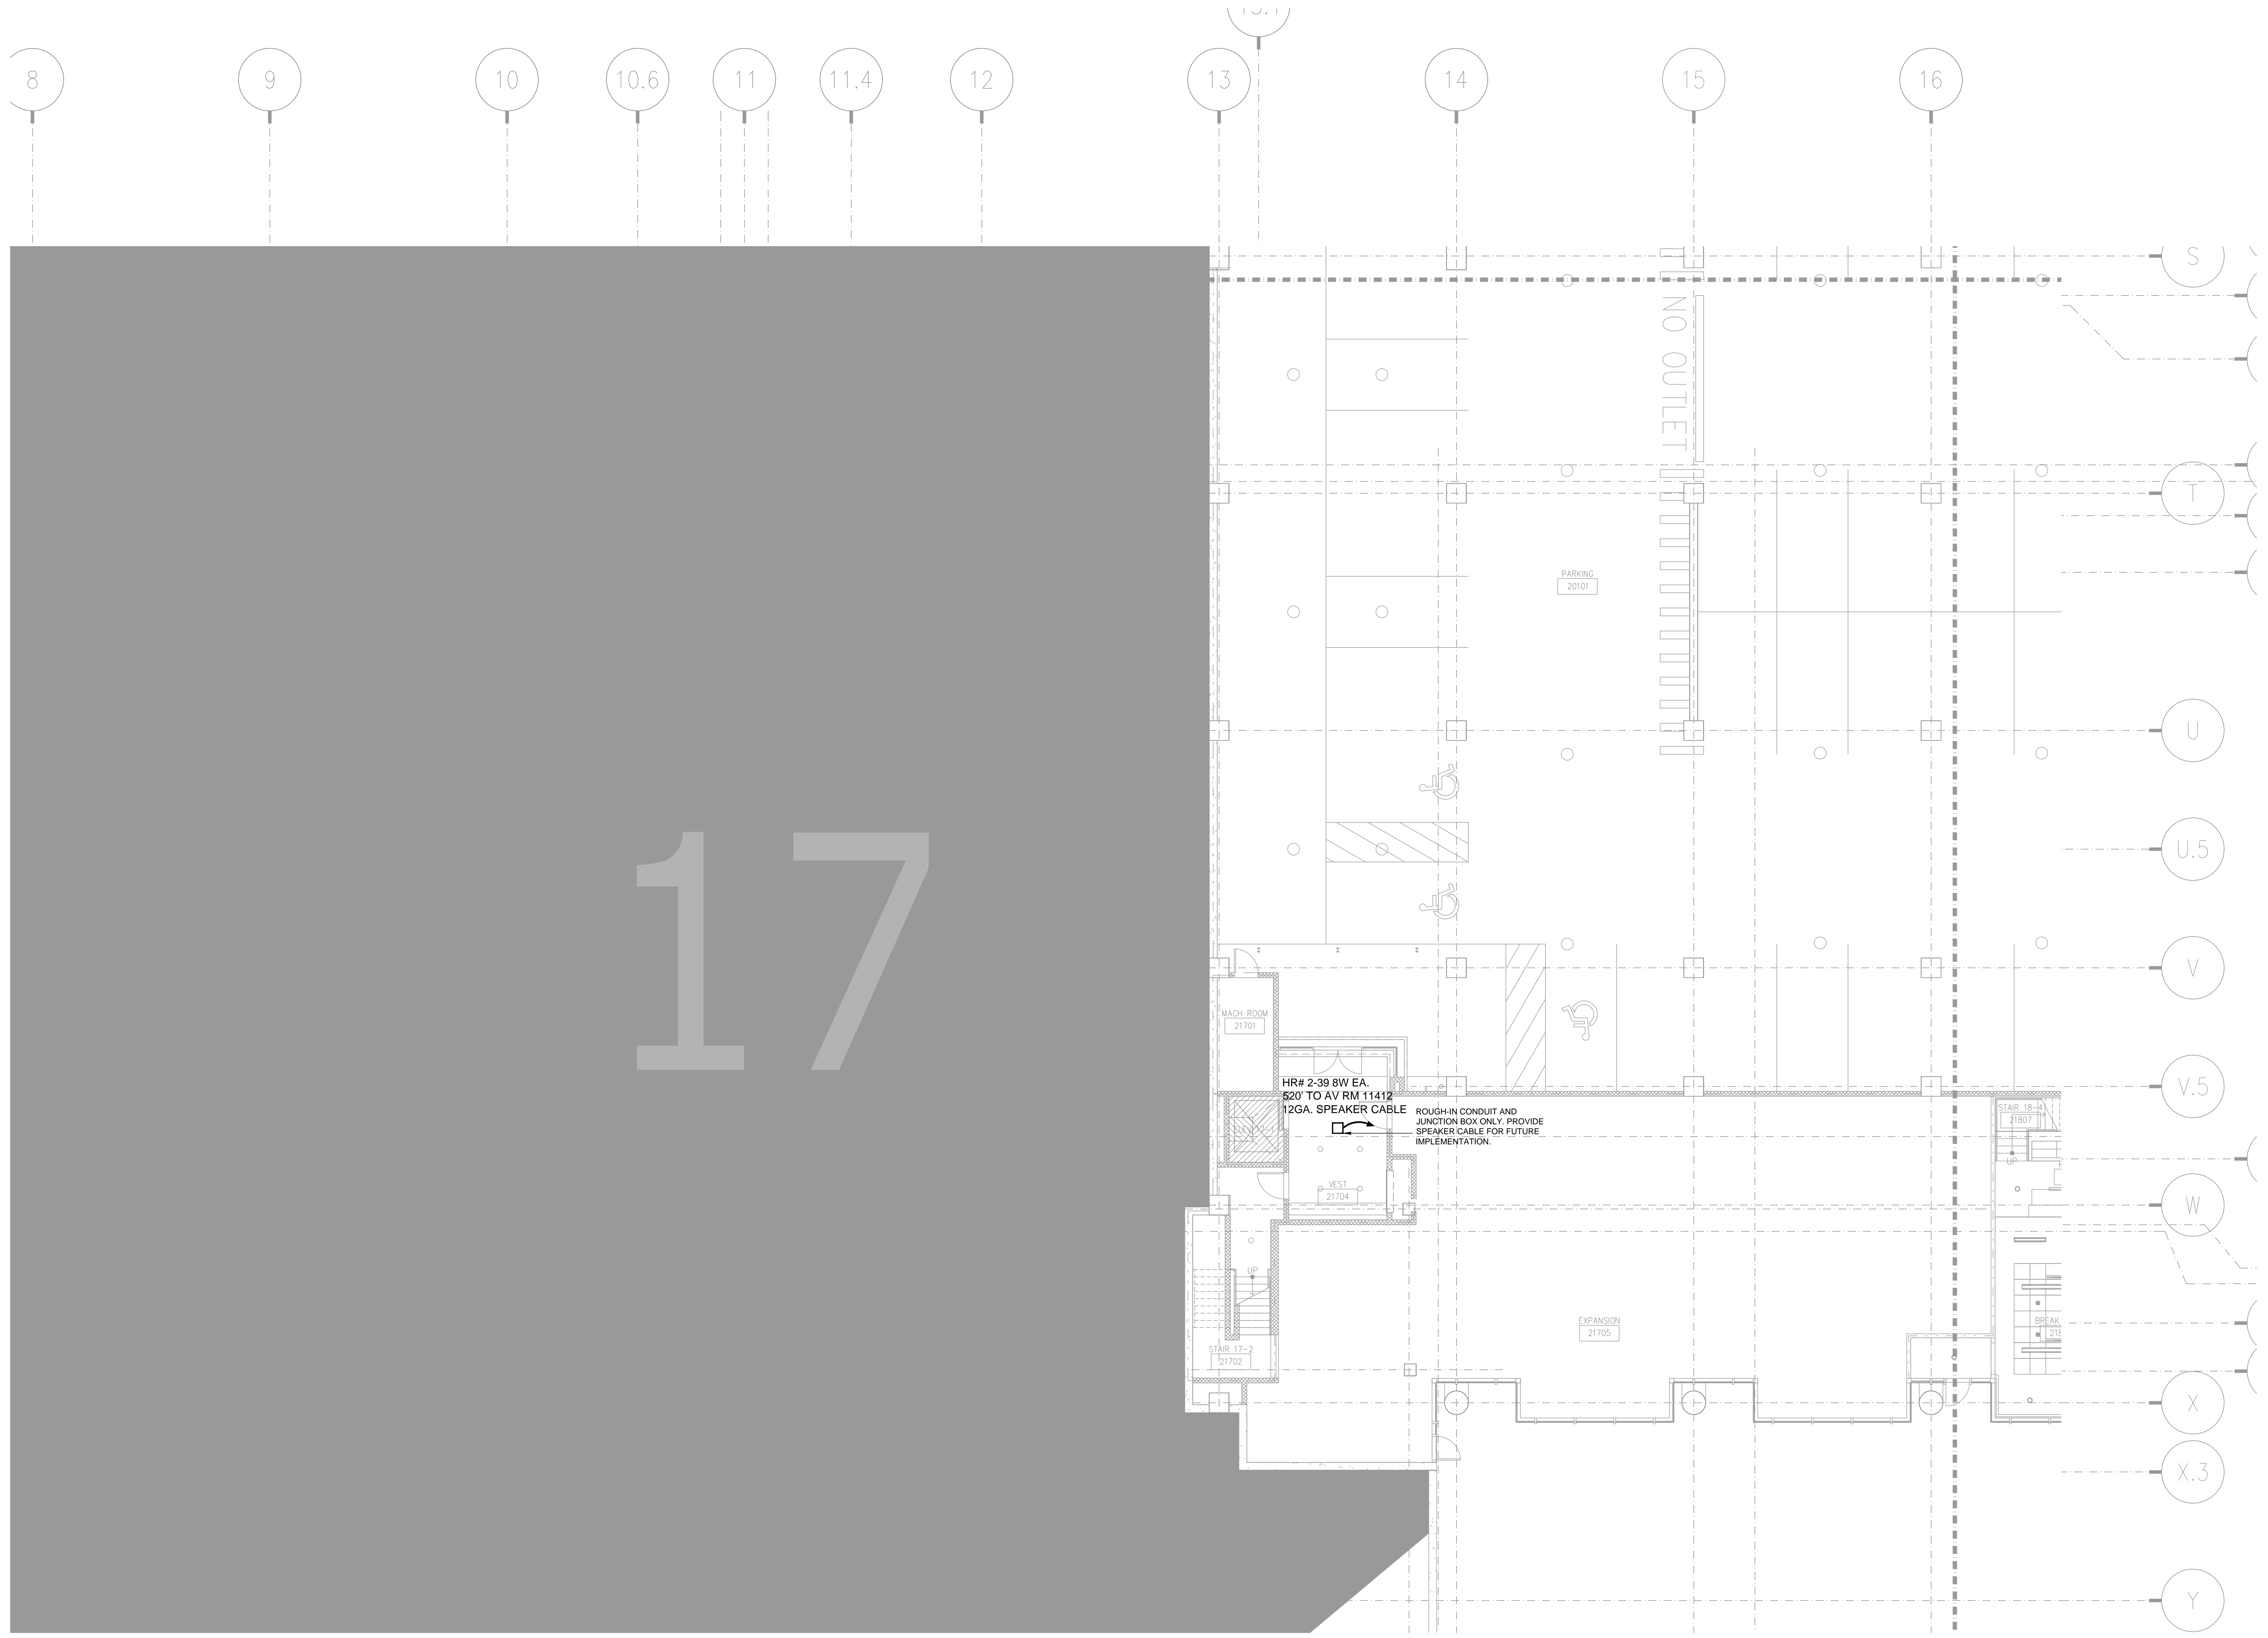 13.1
8
9
10
10.6
11
11.4
12
13
14
15
16
S
NO OUTLET
T
PARKING
20101
U
17
U.5
V
MACH ROOM
21701
V.5
HR# 2-39 8W EA.
520' TO AV RM 11412
12GA. SPEAKER CABLE
ROUGH-IN CONDUIT AND
JUNCTION BOX ONLY. PROVIDE
SPEAKER CABLE FOR FUTURE
IMPLEMENTATION.
STAIR 18-4
21807
UP
VEST
21704
W
UP
EXPANSION
21705
BREAK
218
STAIR 17-2
21702
X
X.3
Y